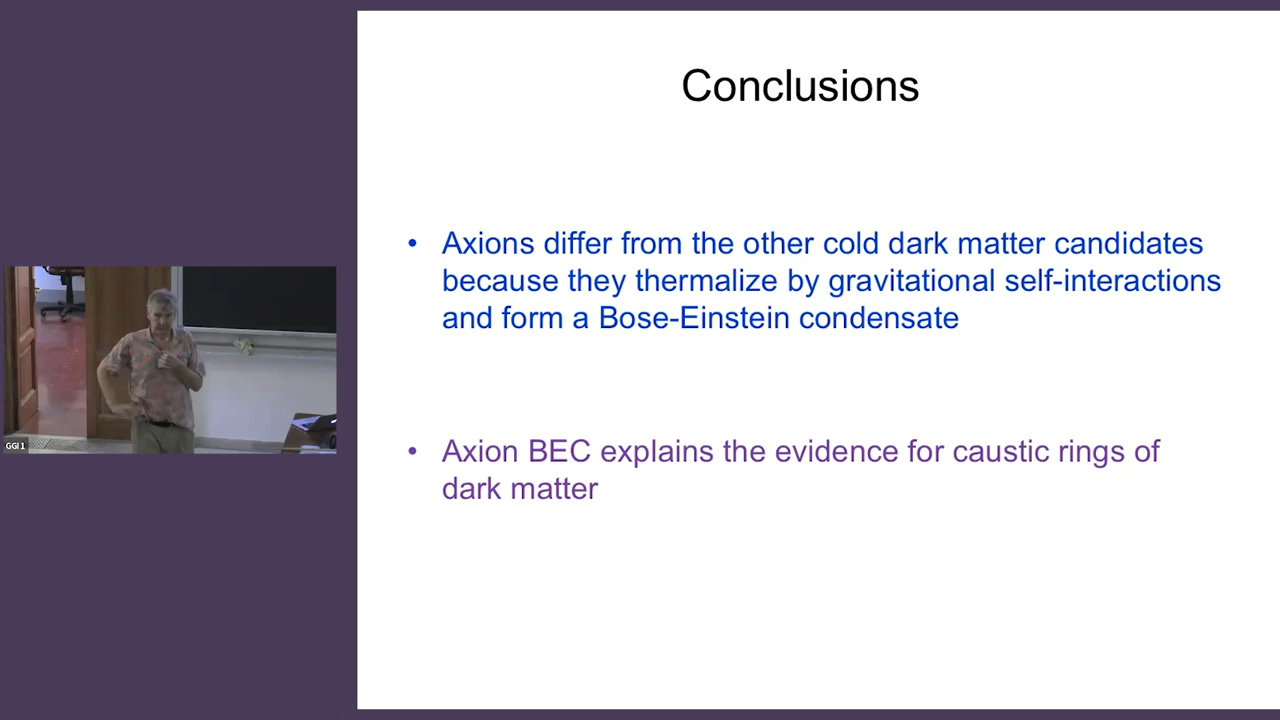 Conclusions
• Axions differ from the other cold dark matter candidates
because they thermalize by gravitational self-interactions
and form a Bose-Einstein condensate
• Axion BEC explains the evidence for caustic rings of
dark matter
GGI 1